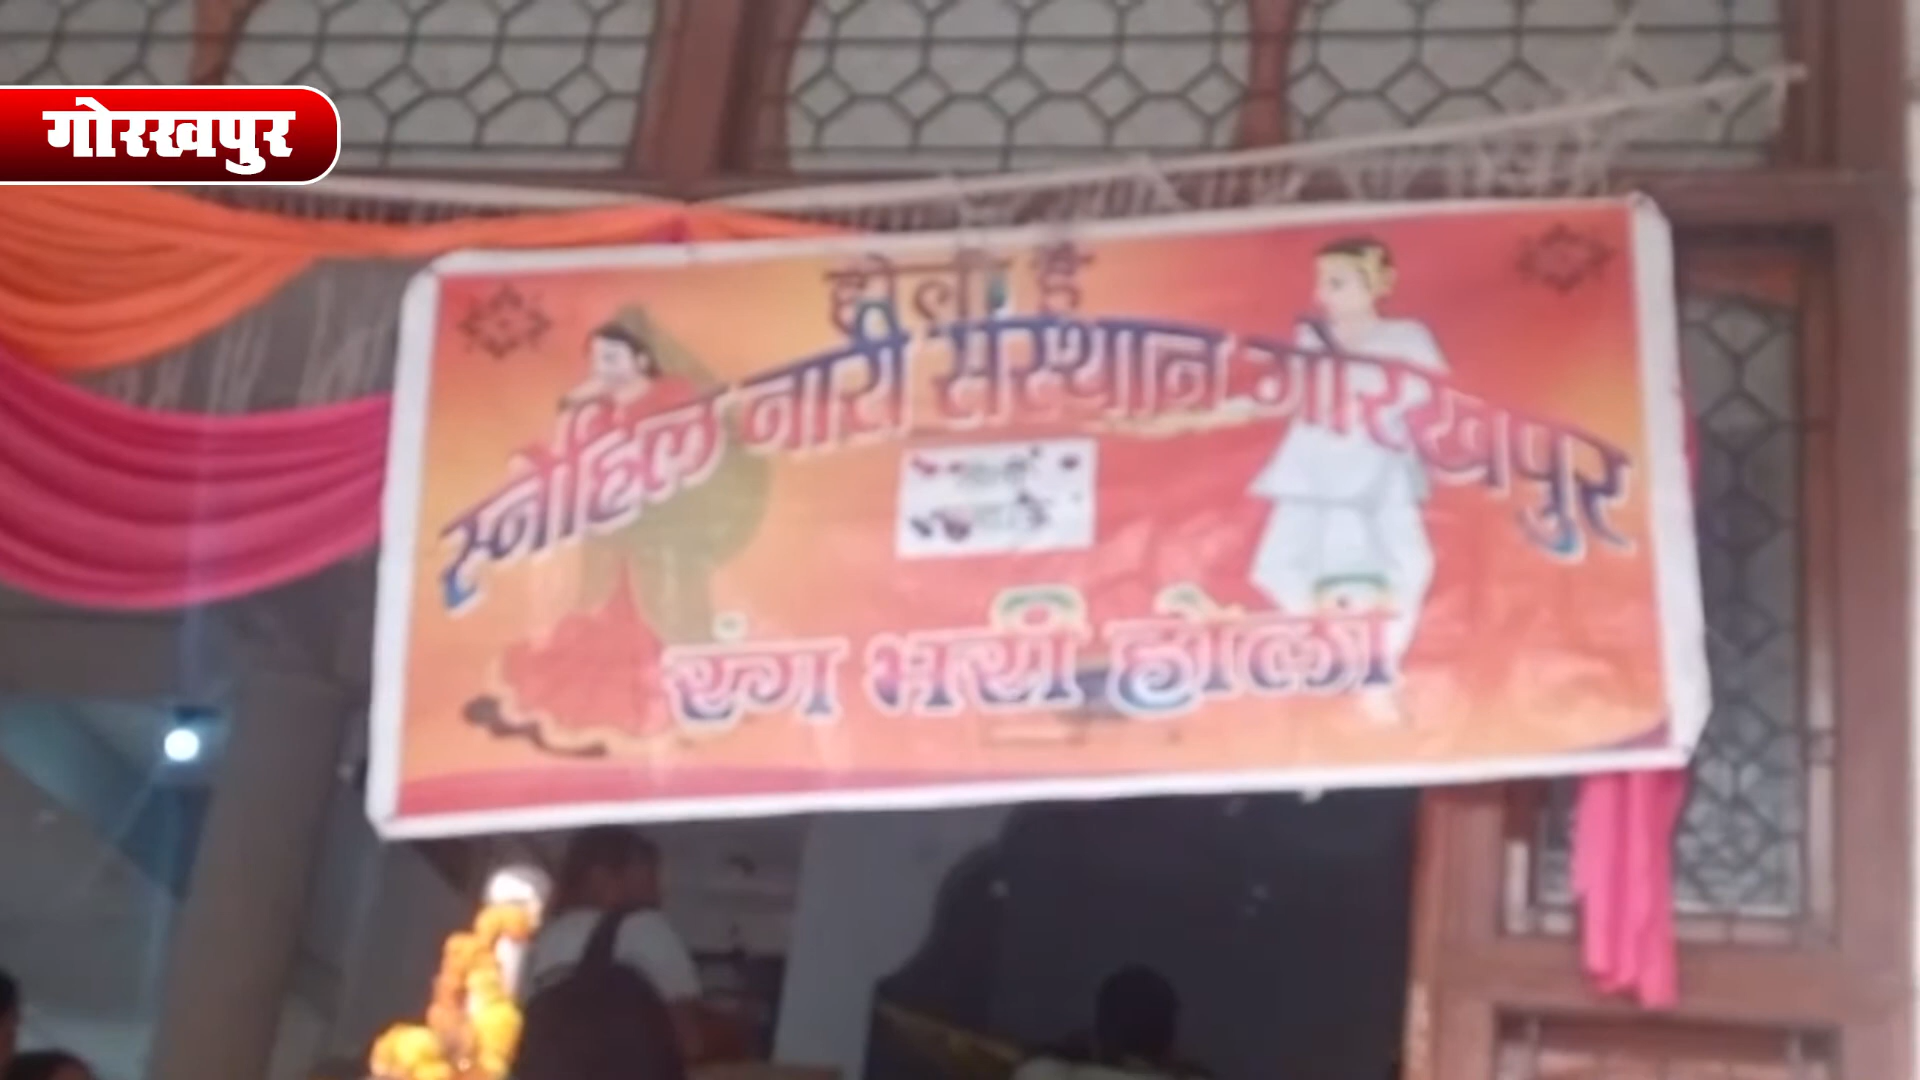 गोरखपुर
होली है
स्नेहिल नारी संस्थान गोरखपुर
रंग भरी होली